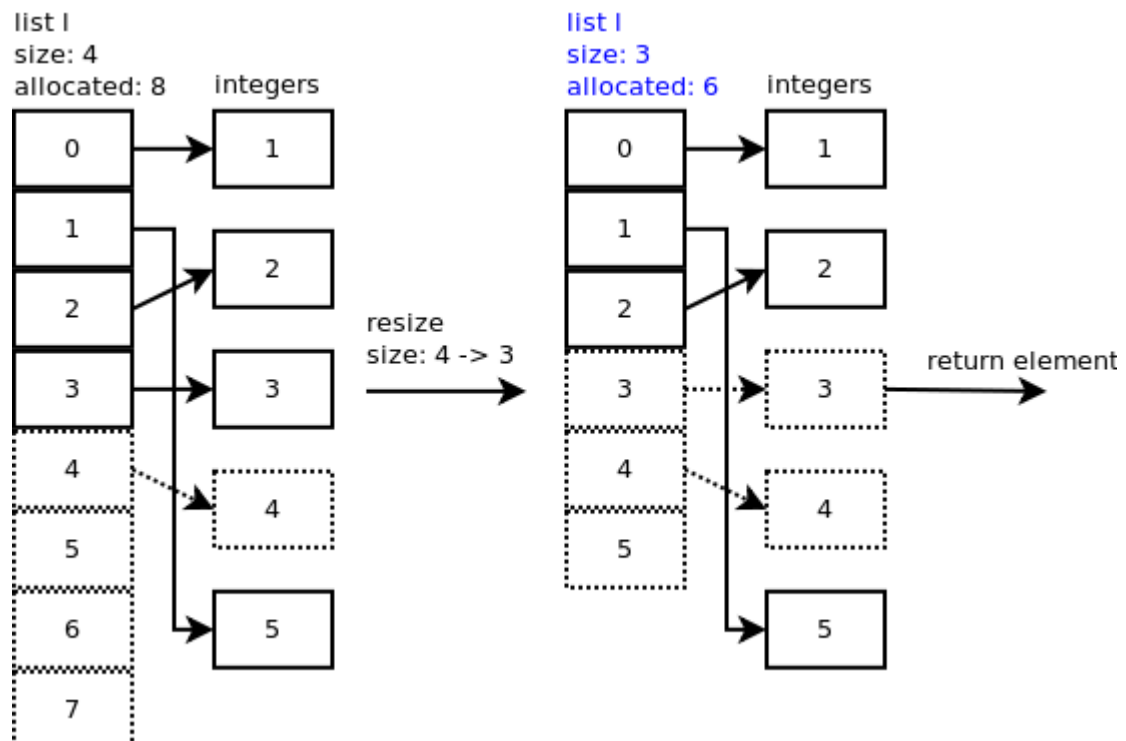 list l
size: 4
allocated: 8
integers
0
1
2
3
4
5
6
7
1
2
3
4
5
resize
size: 4 -> 3
list l
size: 3
allocated: 6
integers
0
1
2
3
4
5
1
2
3
4
5
return element